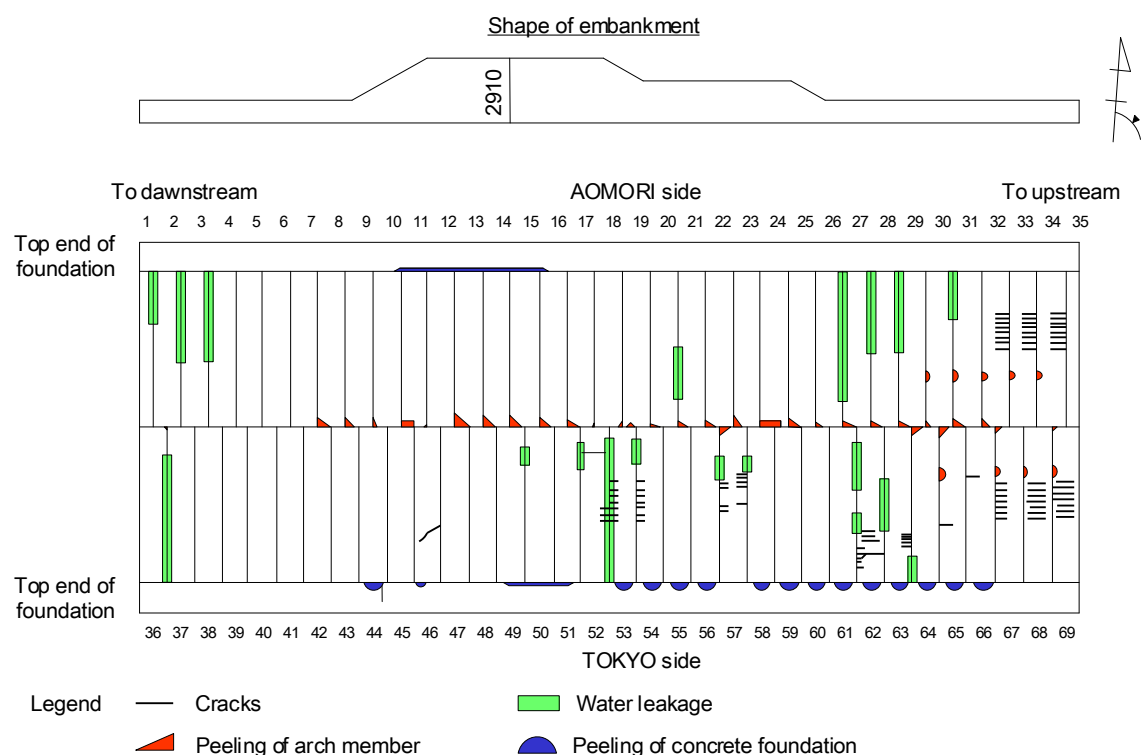 Shape of embankment
2910
To dawnstream AOMORI side To upstream
1 2 3 4 5 6 7 8 9 10 11 12 13 14 15 16 17 18 19 20 21 22 23 24 25 26 27 28 29 30 31 32 33 34 35
Top end of
foundation
Top end of
foundation
36 37 38 39 40 41 42 43 44 45 46 47 48 49 50 51 52 53 54 55 56 57 58 59 60 61 62 63 64 65 66 67 68 69
TOKYO side
Legend Cracks Water leakage
Peeling of arch member Peeling of concrete foundation